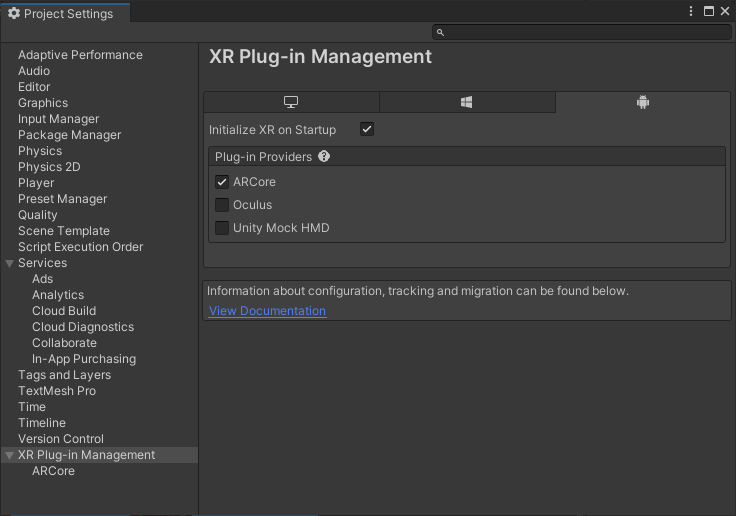 Project Settings
Adaptive Performance
Audio
Editor
Graphics
Input Manager
Package Manager
Physics
Physics 2D
Player
Preset Manager
Quality
Scene Template
Script Execution Order
Services
Ads
Analytics
Cloud Build
Cloud Diagnostics
Collaborate
In-App Purchasing
Tags and Layers
TextMesh Pro
Time
Timeline
Version Control
XR Plug-in Management
ARCore
XR Plug-in Management
Initialize XR on Startup
Plug-in Providers
ARCore
Oculus
Unity Mock HMD
Information about configuration, tracking and migration can be found below.
View Documentation